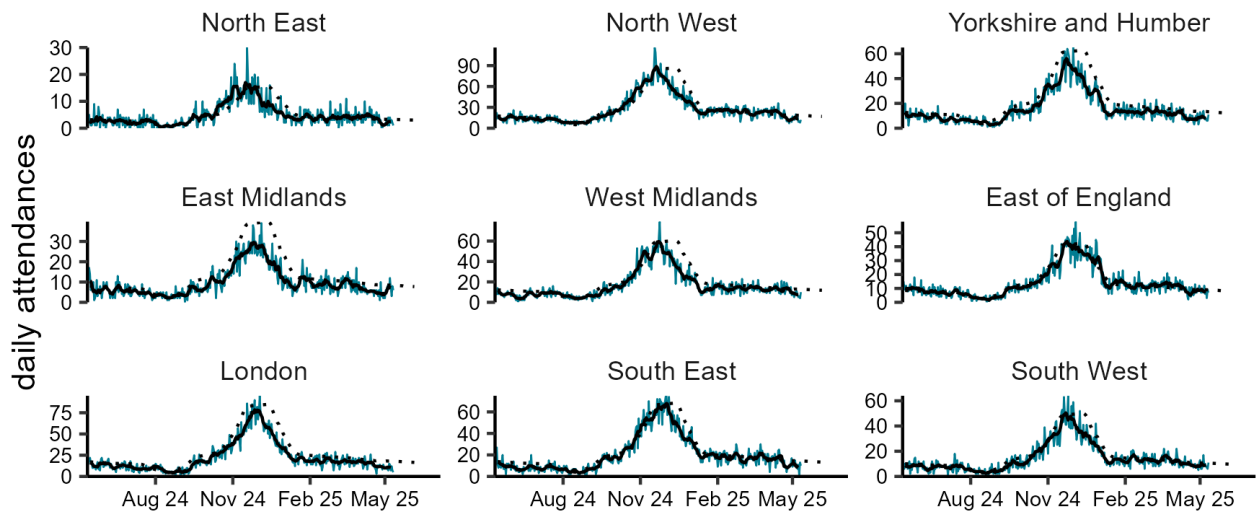 daily attendances
North East
30
20
10
0
North West
90
60
30
0
Yorkshire and Humber
60
40
20
0
East Midlands
30
20
10
0
West Midlands
60
40
20
0
East of England
50
40
30
20
10
0
London
75
50
25
0
Aug 24 Nov 24 Feb 25 May 25
South East
60
40
20
0
Aug 24 Nov 24 Feb 25 May 25
South West
60
40
20
0
Aug 24 Nov 24 Feb 25 May 25